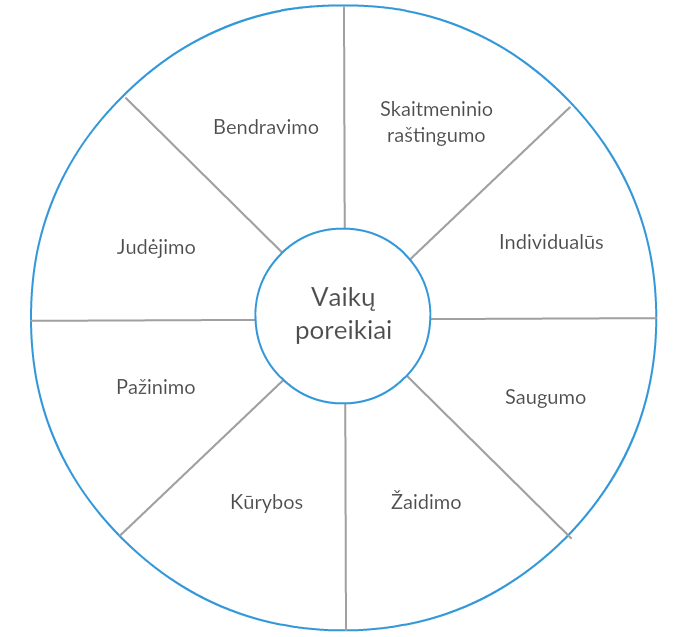 Bendravimo
Skaitmeninio
raštingumo
Judėjimo
Individualūs
Vaikų
poreikiai
Pažinimo
Saugumo
Kūrybos
Žaidimo